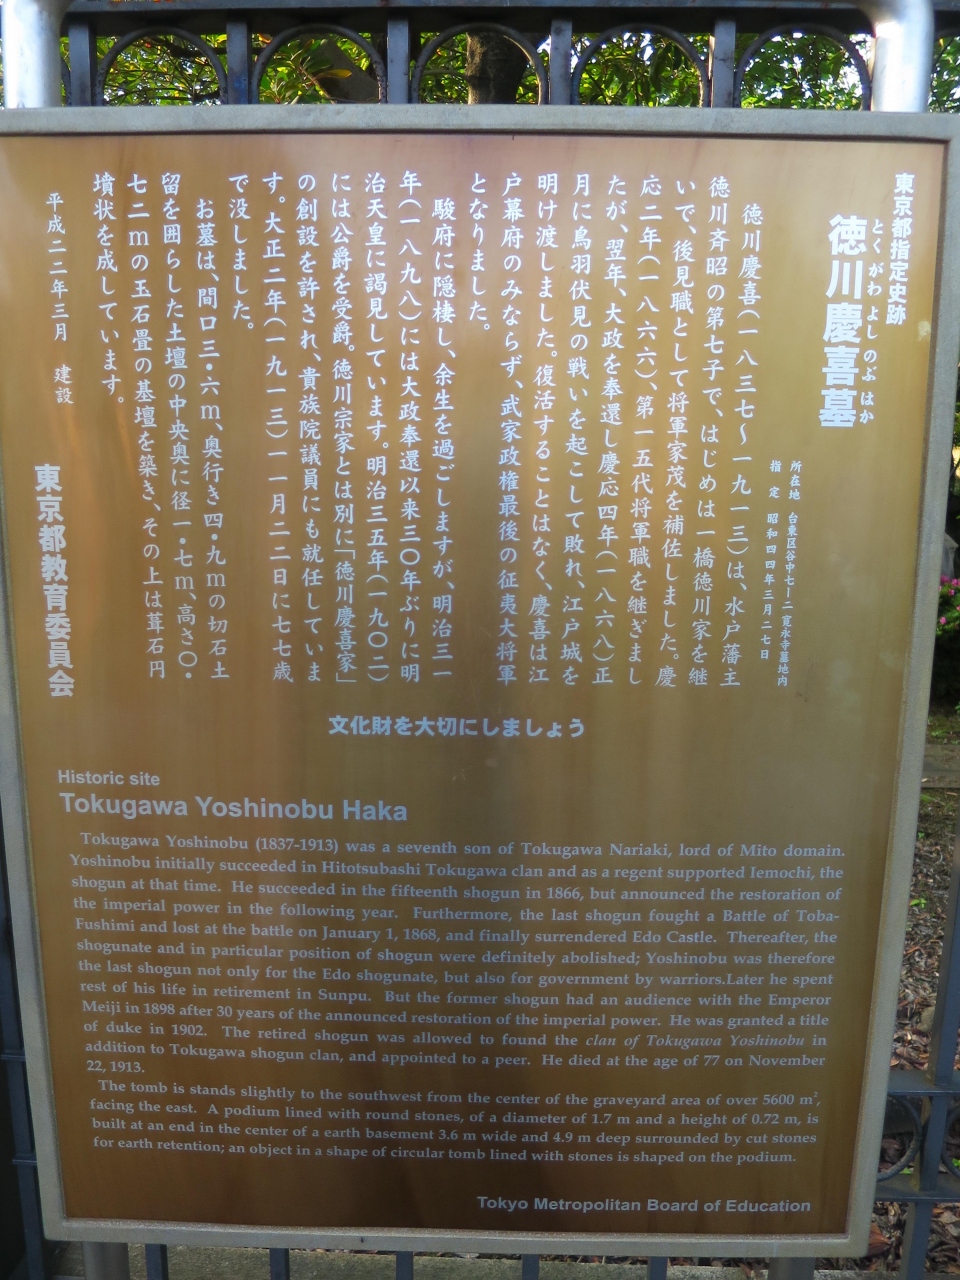 東京都指定史跡
とくがわよしのぶはか
徳川慶喜墓
所在地 台東区谷中七ー二 寛永寺墓地内
指定 昭和四四年三月二七日
徳川慶喜(一八三七〜一九一三)は、水戸藩主
徳川斉昭の第七子で、はじめは一橋徳川家を継
いで、後見職として将軍家茂を補佐しました。慶
応二年(一八六六)、第一五代将軍職を継ぎまし
たが、翌年、大政を奉還し慶応四年(一八六八)正
月に鳥羽伏見の戦いを起こして敗れ、江戸城を
明け渡しました。復活することはなく、慶喜は江
戸幕府のみならず、武家政権最後の征夷大将軍
となりました。
駿府に隠棲し、余生を過ごしますが、明治三一
年(一八九八)には大政奉還以来三〇年ぶりに明
治天皇に謁見しています。明治三五年(一九〇二)
には公爵を受爵。徳川宗家とは別に「徳川慶喜家」
の創設を許され、貴族院議員にも就任していま
す。大正二年(一九一三)一一月二二日に七七歳
で没しました。
お墓は、間口三・六m、奥行き四・九mの切石土
留を囲らした土壇の中央奥に径一・七m、高さ〇・
七二mの玉石畳の基壇を築き、その上は葺石円
墳状を成しています。
平成二二年三月 建設
東京都教育委員会
文化財を大切にしましょう
Historic site
Tokugawa Yoshinobu Haka
Tokugawa Yoshinobu (1837-1913) was a seventh son of Tokugawa Nariaki, lord of Mito domain.
Yoshinobu initially succeeded in Hitotsubashi Tokugawa clan and as a regent supported Iemochi, the
shogun at that time. He succeeded in the fifteenth shogun in 1866, but announced the restoration of
the imperial power in the following year. Furthermore, the last shogun fought a Battle of Toba-
Fushimi and lost at the battle on January 1, 1868, and finally surrendered Edo Castle. Thereafter, the
shogunate and in particular position of shogun were definitely abolished; Yoshinobu was therefore
the last shogun not only for the Edo shogunate, but also for government by warriors.Later he spent
rest of his life in retirement in Sunpu. But the former shogun had an audience with the Emperor
Meiji in 1898 after 30 years of the announced restoration of the imperial power. He was granted a title
of duke in 1902. The retired shogun was allowed to found the clan of Tokugawa Yoshinobu in
addition to Tokugawa shogun clan, and appointed to a peer. He died at the age of 77 on November
22, 1913.
The tomb is stands slightly to the southwest from the center of the graveyard area of over 5600 m²,
facing the east. A podium lined with round stones, of a diameter of 1.7 m and a height of 0.72 m, is
built at an end in the center of a earth basement 3.6 m wide and 4.9 m deep surrounded by cut stones
for earth retention; an object in a shape of circular tomb lined with stones is shaped on the podium.
Tokyo Metropolitan Board of Education